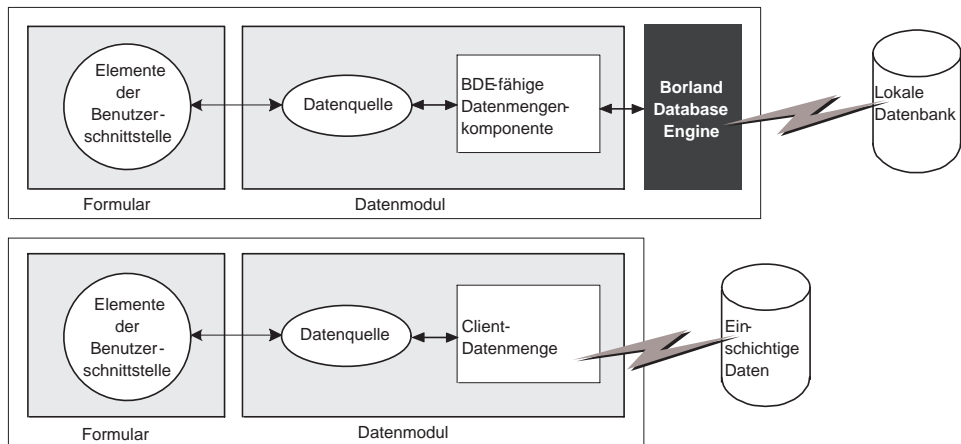 Elemente
der
Benutzer-
schnittstelle
Datenquelle
BDE-fähige
Datenmengen-
komponente
Borland
Database
Engine
Lokale
Datenbank
Formular
Datenmodul
Elemente
der
Benutzer-
schnittstelle
Datenquelle
Client-
Datenmenge
Ein-
schichtige
Daten
Formular
Datenmodul